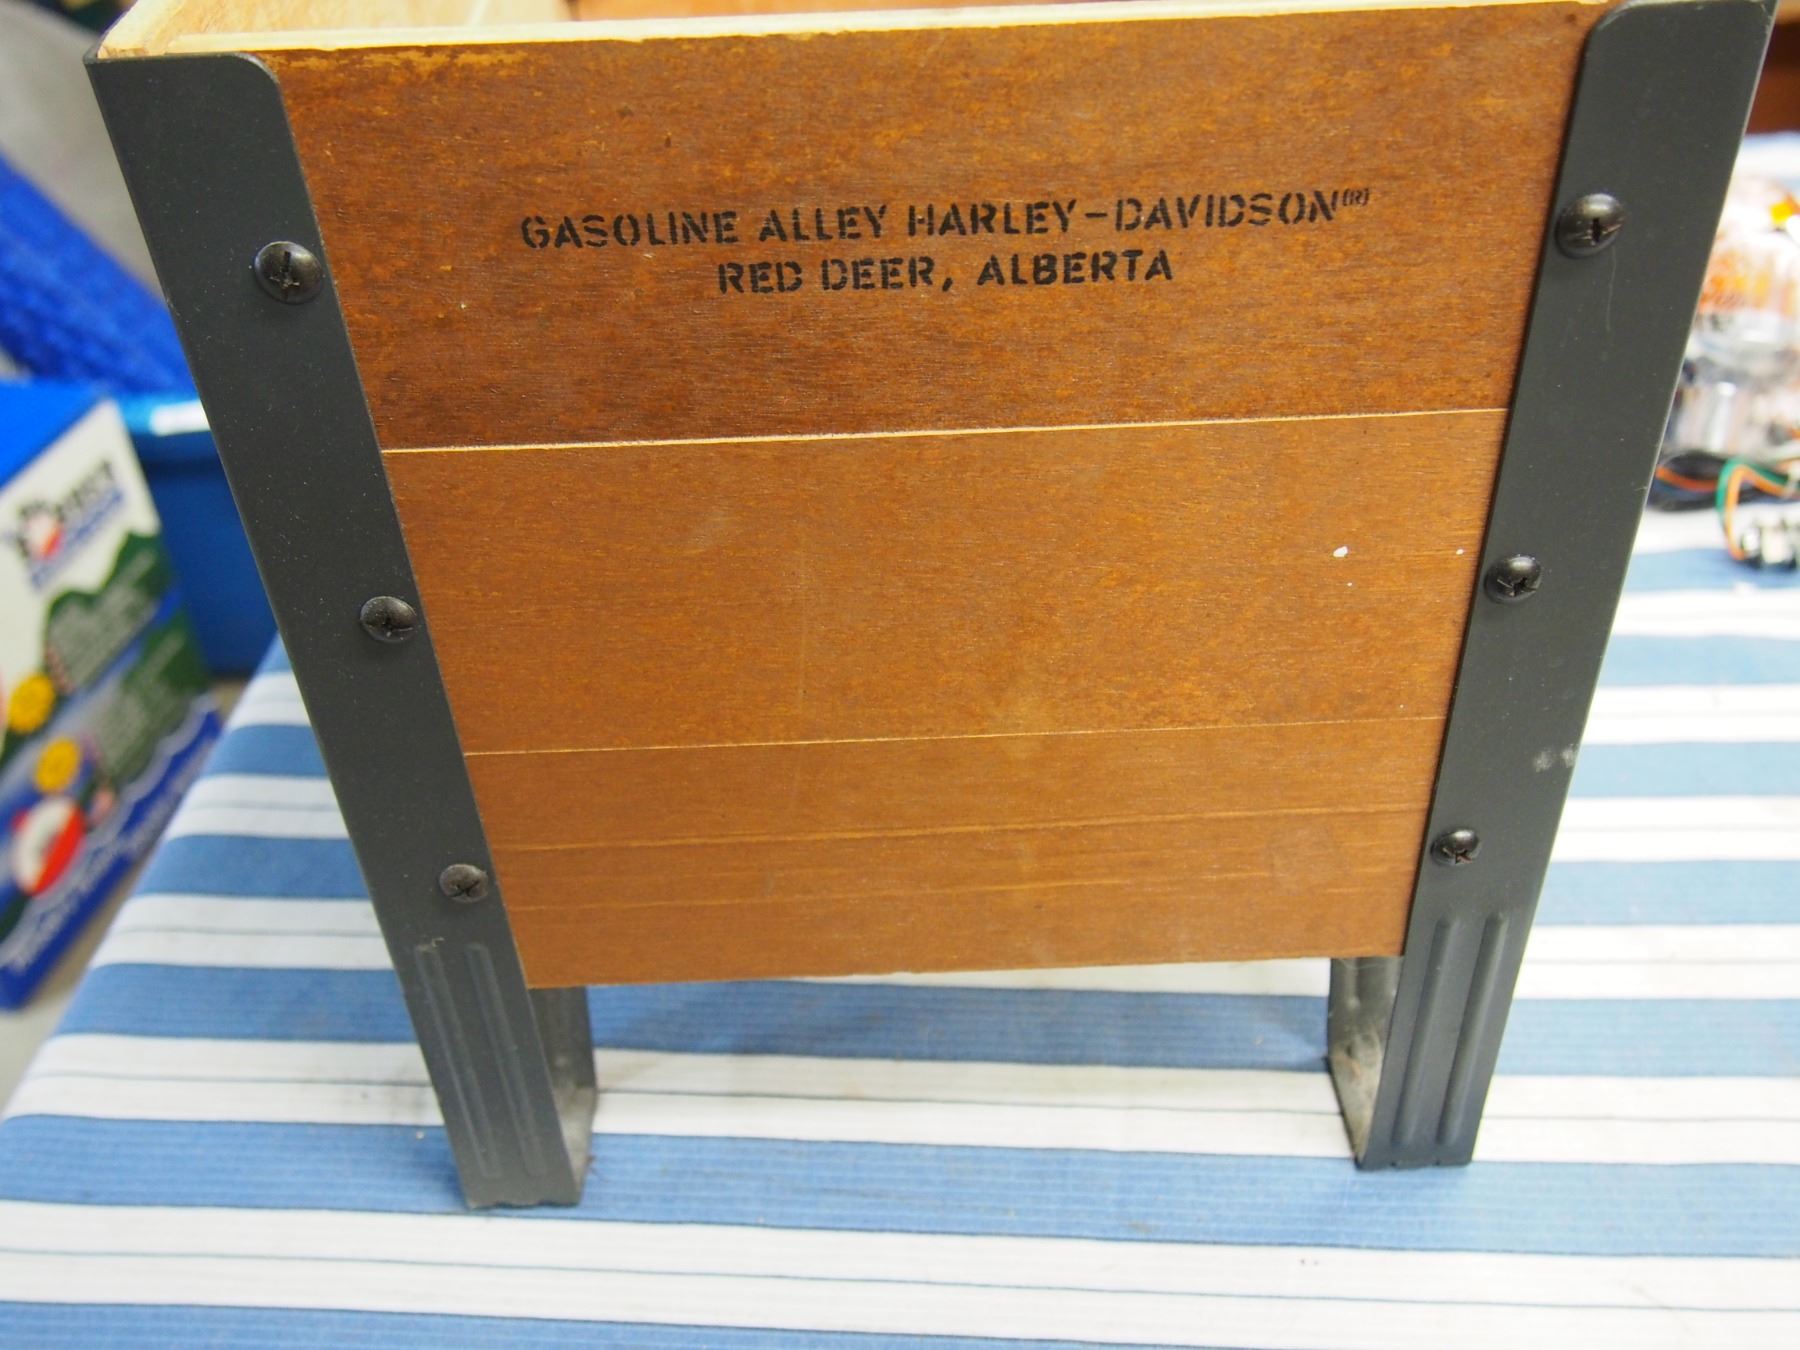 GASOLINE ALLEY HARLEY-DAVIDSON(R)
RED DEER, ALBERTA